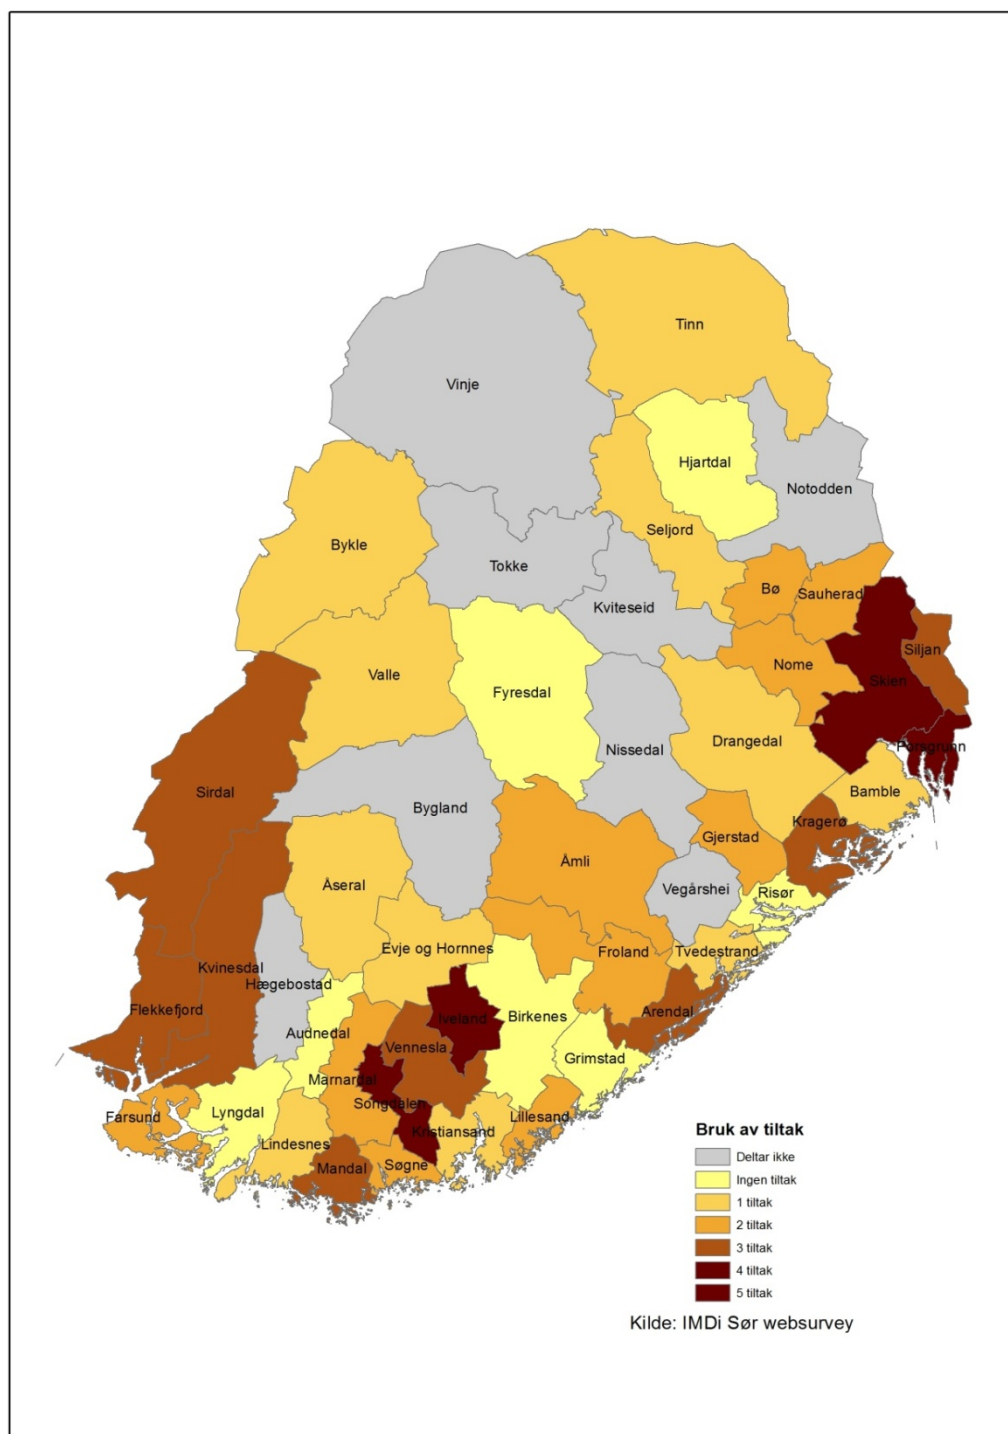 Tinn
Vinje
Hjartdal
Notodden
Seljord
Bykle
Tokke
Bø
Sauherad
Kviteseid
Siljan
Nome
Valle
Skien
Fyresdal
Drangedal
Porsgrunn
Nissedal
Bamble
Sirdal
Bygland
Kragerø
Gjerstad
Åmli
Åseral
Vegårshei
Risør
Evje og Hornnes
Froland
Tvedestrand
Kvinesdal
Hægebostad
Flekkefjord
Arendal
Iveland
Birkenes
Audnedal
Vennesla
Grimstad
Marnardal
Songdalen
Lyngdal
Farsund
Lillesand
Kristiansand
Lindesnes
Mandal
Søgne
Bruk av tiltak
Deltar ikke
Ingen tiltak
1 tiltak
2 tiltak
3 tiltak
4 tiltak
5 tiltak
Kilde: IMDi Sør websurvey